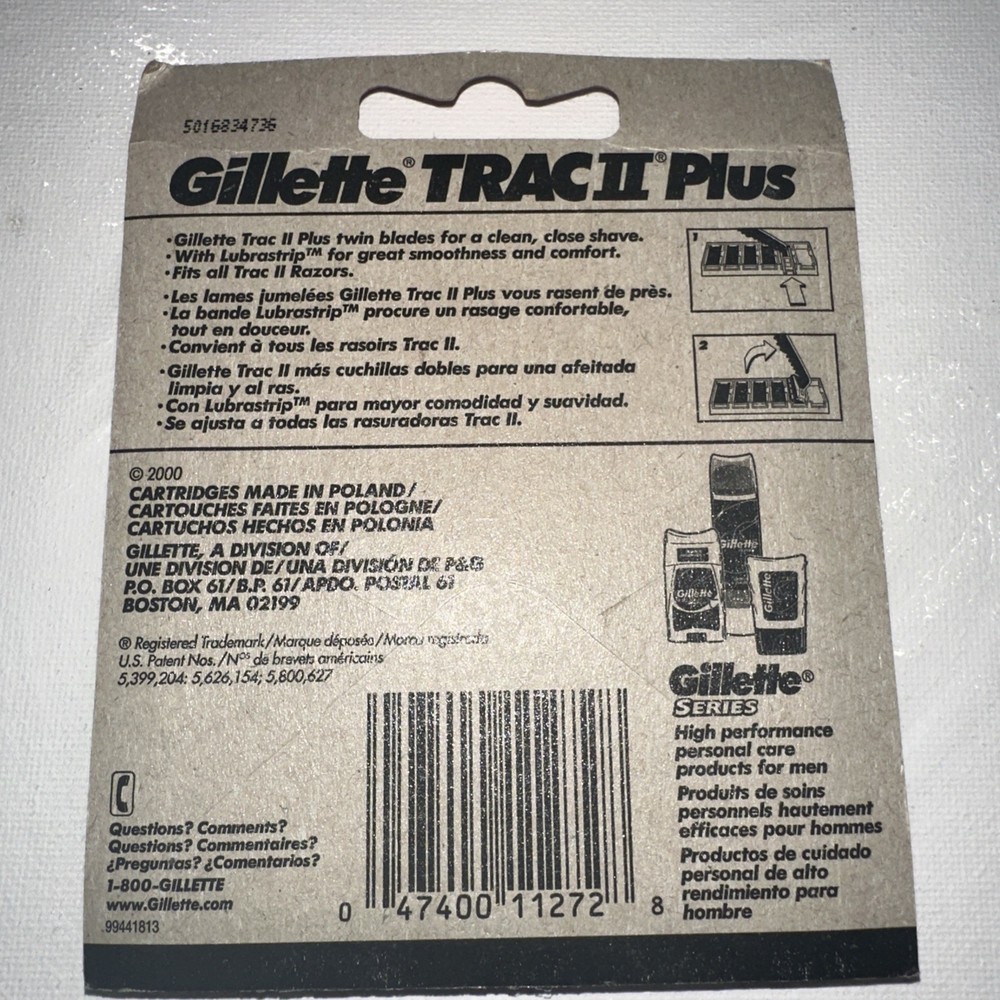 5016834736
Gillette® TRAC II® Plus
•Gillette Trac II Plus twin blades for a clean, close shave.
•With Lubrastrip™ for great smoothness and comfort.
•Fits all Trac II Razors.
•Les lames jumelées Gillette Trac II Plus vous rasent de près.
•La bande Lubrastrip™ procure un rasage confortable,
tout en douceur.
•Convient à tous les rasoirs Trac II.
•Gillette Trac II más cuchillas dobles para una afeitada
limpia y al ras.
•Con Lubrastrip™ para mayor comodidad y suavidad.
•Se ajusta a todas las rasuradoras Trac II.
1
2
© 2000
CARTRIDGES MADE IN POLAND/
CARTOUCHES FAITES EN POLOGNE/
CARTUCHOS HECHOS EN POLONIA
GILLETTE, A DIVISION OF/
UNE DIVISION DE/UNA DIVISIÓN DE P&G
P.O. BOX 61/B.P. 61/APDO. POSTAL 61
BOSTON, MA 02199
® Registered Trademark/Marque déposée/Marca registrada
U.S. Patent Nos./Nos de brevets américains
5,399,204; 5,626,154; 5,800,627
Questions? Comments?
Questions? Commentaires?
¿Preguntas? ¿Comentarios?
1-800-GILLETTE
www.Gillette.com
99441813
0 47400 11272 8
Gillette
Gillette
Gillette
Gillette®
SERIES
High performance
personal care
products for men
Produits de soins
personnels hautement
efficaces pour hommes
Productos de cuidado
personal de alto
rendimiento para
hombre